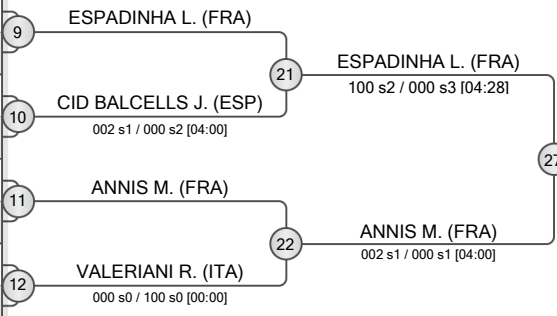 ESPADINHA L. (FRA)
9
21
ESPADINHA L. (FRA)
100 s2 / 000 s3 [04:28]
CID BALCELLS J. (ESP)
10
002 s1 / 000 s2 [04:00]
27
ANNIS M. (FRA)
11
22
ANNIS M. (FRA)
002 s1 / 000 s1 [04:00]
VALERIANI R. (ITA)
12
000 s0 / 100 s0 [00:00]